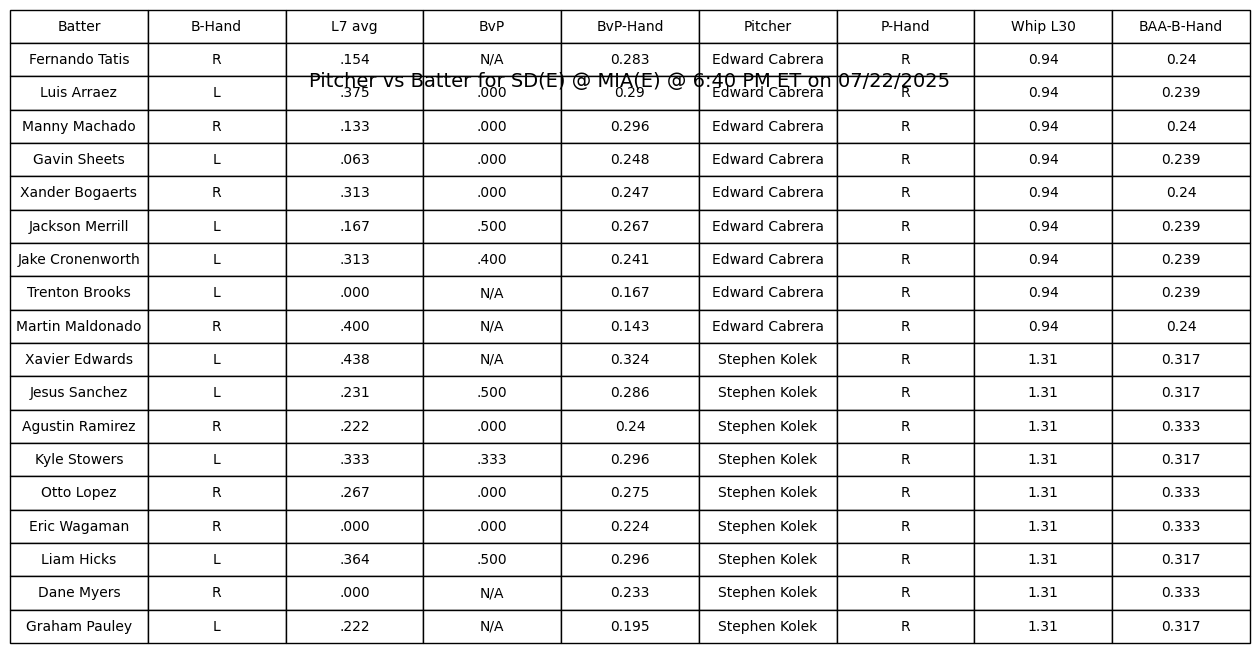 Batter B-Hand L7 avg BvP BvP-Hand Pitcher P-Hand Whip L30 BAA-B-Hand
Fernando Tatis R .154 N/A 0.283 Edward Cabrera R 0.94 0.24
Pitcher vs Batter for SD(E) @ MIA(E) @ 6:40 PM ET on 07/22/2025
Luis Arraez L .375 .000 0.29 Edward Cabrera R 0.94 0.239
Manny Machado R .133 .000 0.296 Edward Cabrera R 0.94 0.24
Gavin Sheets L .063 .000 0.248 Edward Cabrera R 0.94 0.239
Xander Bogaerts R .313 .000 0.247 Edward Cabrera R 0.94 0.24
Jackson Merrill L .167 .500 0.267 Edward Cabrera R 0.94 0.239
Jake Cronenworth L .313 .400 0.241 Edward Cabrera R 0.94 0.239
Trenton Brooks L .000 N/A 0.167 Edward Cabrera R 0.94 0.239
Martin Maldonado R .400 N/A 0.143 Edward Cabrera R 0.94 0.24
Xavier Edwards L .438 N/A 0.324 Stephen Kolek R 1.31 0.317
Jesus Sanchez L .231 .500 0.286 Stephen Kolek R 1.31 0.317
Agustin Ramirez R .222 .000 0.24 Stephen Kolek R 1.31 0.333
Kyle Stowers L .333 .333 0.296 Stephen Kolek R 1.31 0.317
Otto Lopez R .267 .000 0.275 Stephen Kolek R 1.31 0.333
Eric Wagaman R .000 .000 0.224 Stephen Kolek R 1.31 0.333
Liam Hicks L .364 .500 0.296 Stephen Kolek R 1.31 0.317
Dane Myers R .000 N/A 0.233 Stephen Kolek R 1.31 0.333
Graham Pauley L .222 N/A 0.195 Stephen Kolek R 1.31 0.317